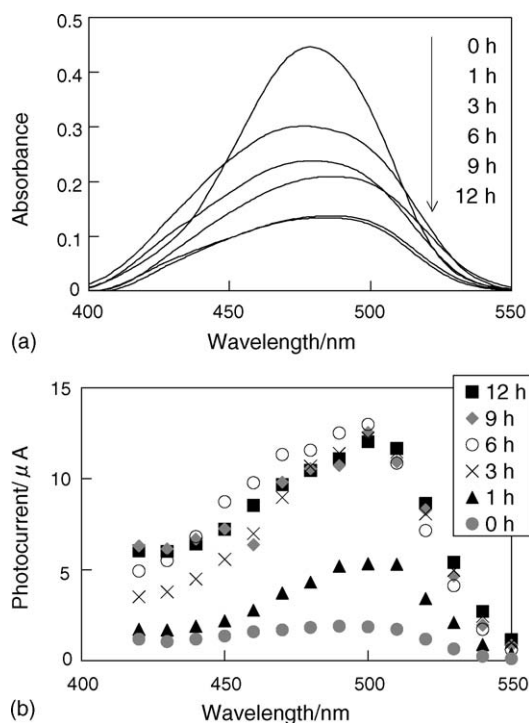 0.5
0.4
0.3
0.2
0.1
0
Absorbance
0 h
1 h
3 h
6 h
9 h
12 h
400 450 500 550
Wavelength/nm
(a)
15
10
5
0
Photocurrent/ μ A
12 h
9 h
6 h
3 h
1 h
0 h
400 450 500 550
Wavelength/nm
(b)